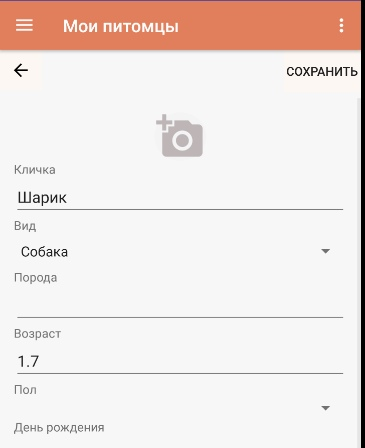 Мои питомцы
СОХРАНИТЬ
Кличка
Шарик
Вид
Собака
Порода
Возраст
1.7
Пол
День рождения